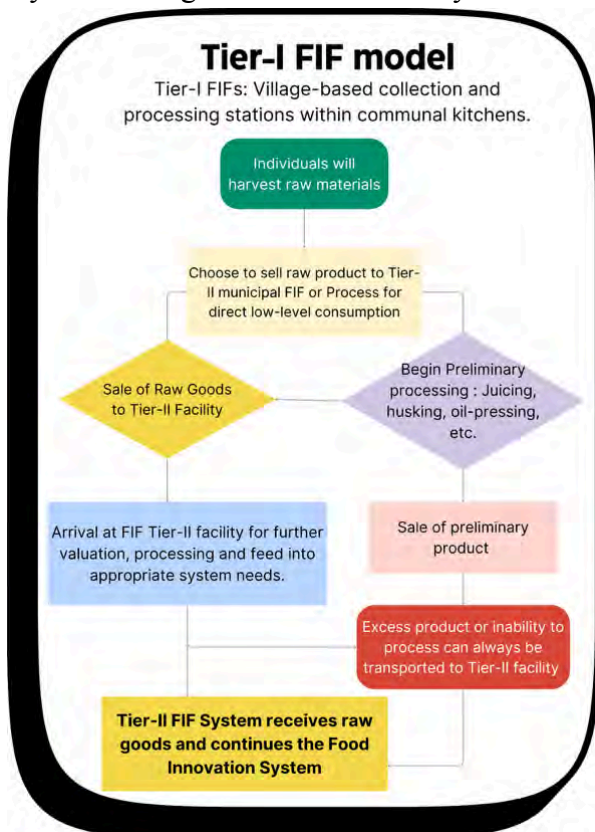 Tier-I FIF model
Tier-I FIFs: Village-based collection and
processing stations within communal kitchens.
Individuals will
harvest raw materials
Choose to sell raw product to Tier-
II municipal FIF or Process for
direct low-level consumption
Sale of Raw Goods
to Tier-II Facility
Begin Preliminary
processing : Juicing,
husking, oil-pressing,
etc.
Arrival at FIF Tier-II facility for further
valuation, processing and feed into
appropriate system needs.
Sale of preliminary
product
Excess product or inability to
process can always be
transported to Tier-II facility
Tier-II FIF System receives raw
goods and continues the Food
Innovation System